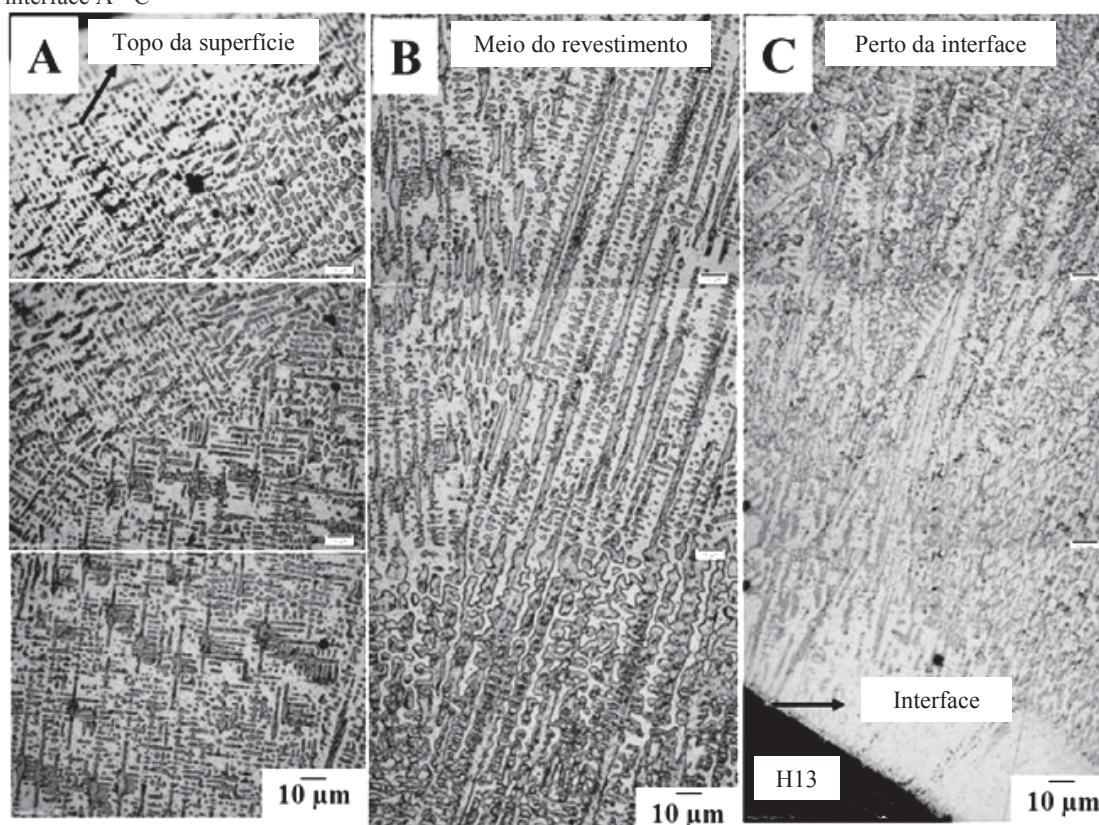 interface A - C
A
Topo da superfície
B
Meio do revestimento
C
Perto da interface
Interface
H13
10 µm
10 µm
10 µm